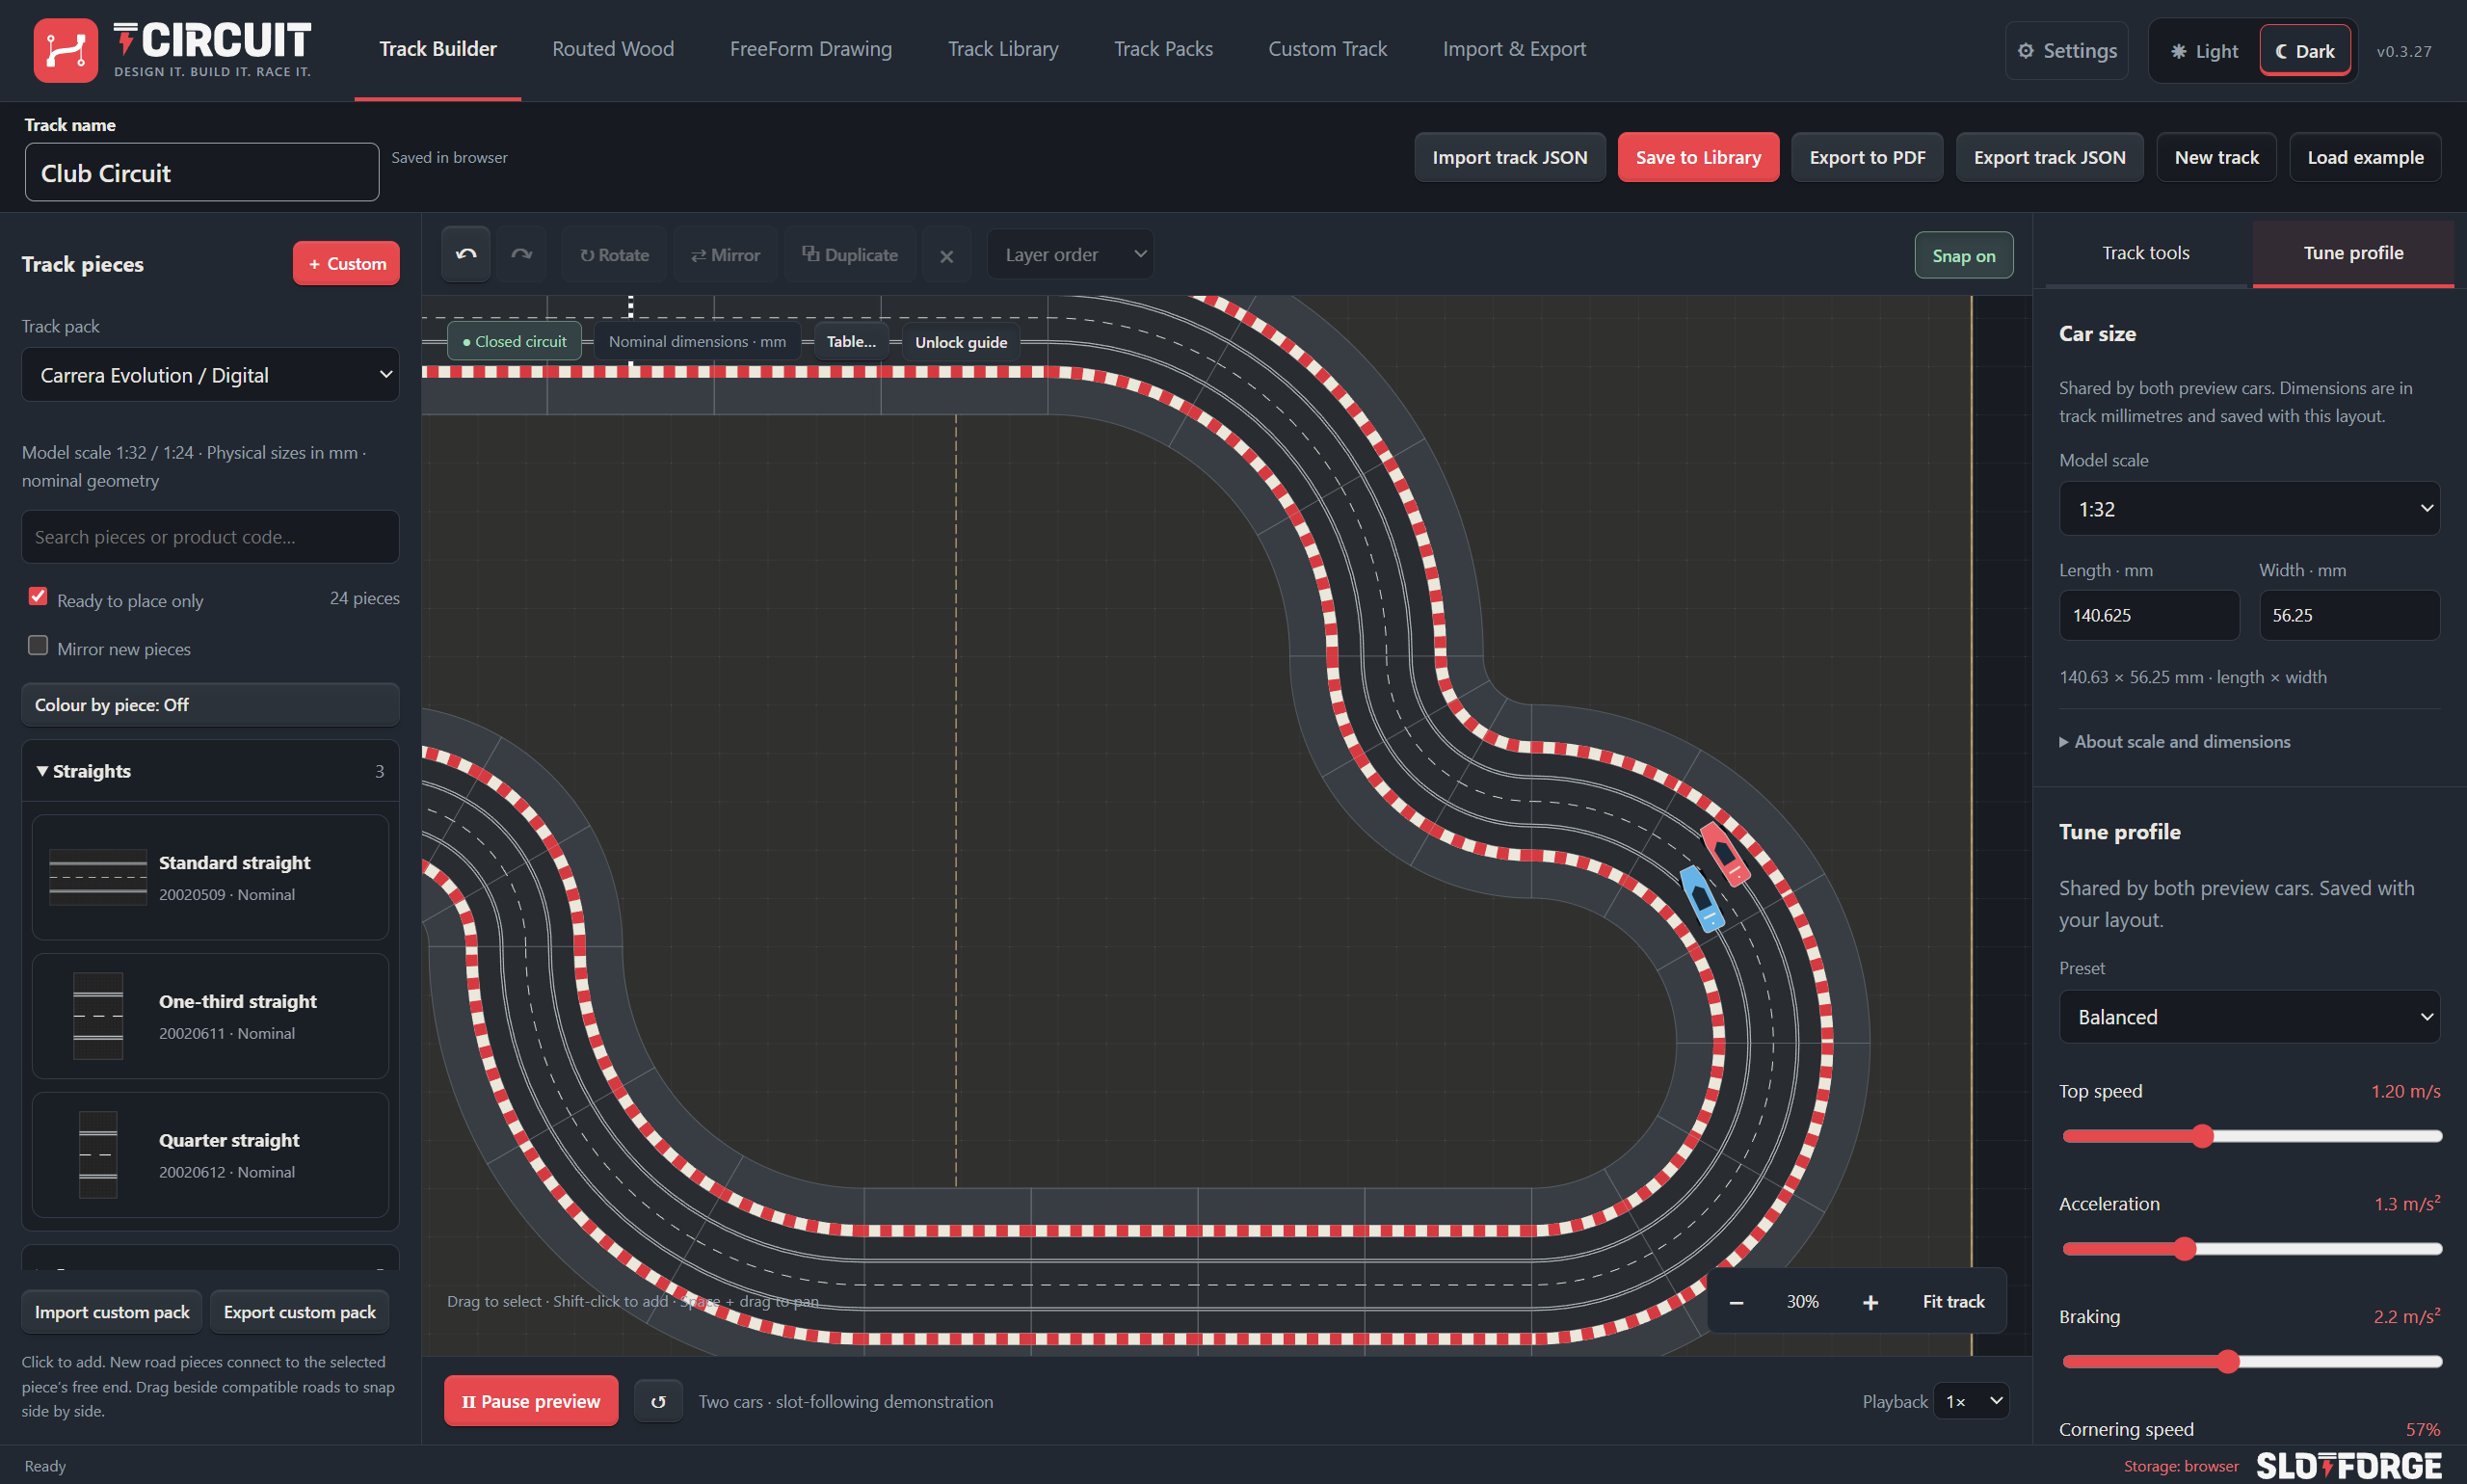 CIRCUIT
DESIGN IT. BUILD IT. RACE IT.
Track Builder
Routed Wood
FreeForm Drawing
Track Library
Track Packs
Custom Track
Import & Export
Settings
Light
Dark
v0.3.27
Track name
Club Circuit
Saved in browser
Import track JSON
Save to Library
Export to PDF
Export track JSON
New track
Load example
Track pieces
+ Custom
Track pack
Carrera Evolution / Digital
Model scale 1:32 / 1:24 · Physical sizes in mm ·
nominal geometry
Search pieces or product code...
Ready to place only
24 pieces
Mirror new pieces
Colour by piece: Off
Straights
3
Standard straight
20020509 · Nominal
One-third straight
20020611 · Nominal
Quarter straight
20020612 · Nominal
Import custom pack
Export custom pack
Click to add. New road pieces connect to the selected
piece's free end. Drag beside compatible roads to snap
side by side.
Rotate
Mirror
Duplicate
Layer order
Snap on
Closed circuit
Nominal dimensions · mm
Table...
Unlock guide
Drag to select · Shift-click to add · Space + drag to pan
30%
Fit track
Pause preview
Two cars · slot-following demonstration
Playback
1×
Track tools
Tune profile
Car size
Shared by both preview cars. Dimensions are in
track millimetres and saved with this layout.
Model scale
1:32
Length · mm
Width · mm
140.625
56.25
140.63 × 56.25 mm · length × width
About scale and dimensions
Tune profile
Shared by both preview cars. Saved with
your layout.
Preset
Balanced
Top speed
1.20 m/s
Acceleration
1.3 m/s²
Braking
2.2 m/s²
Cornering speed
57%
Ready
Storage: browser
SLOTFORGE